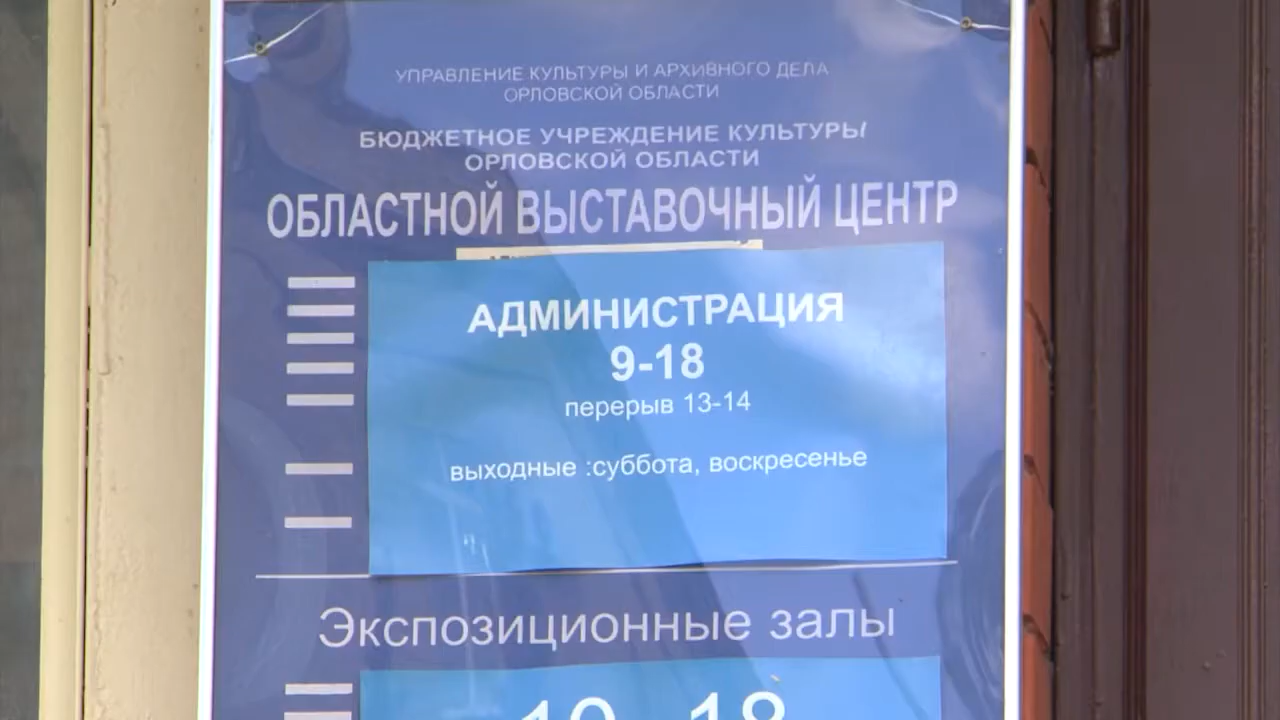 УПРАВЛЕНИЕ КУЛЬТУРЫ И АРХИВНОГО ДЕЛА
ОРЛОВСКОЙ ОБЛАСТИ
БЮДЖЕТНОЕ УЧРЕЖДЕНИЕ КУЛЬТУРЫ
ОРЛОВСКОЙ ОБЛАСТИ
ОБЛАСТНОЙ ВЫСТАВОЧНЫЙ ЦЕНТР
АДМИНИСТРАЦИЯ
9-18
перерыв 13-14
выходные :суббота, воскресенье
Экспозиционные залы